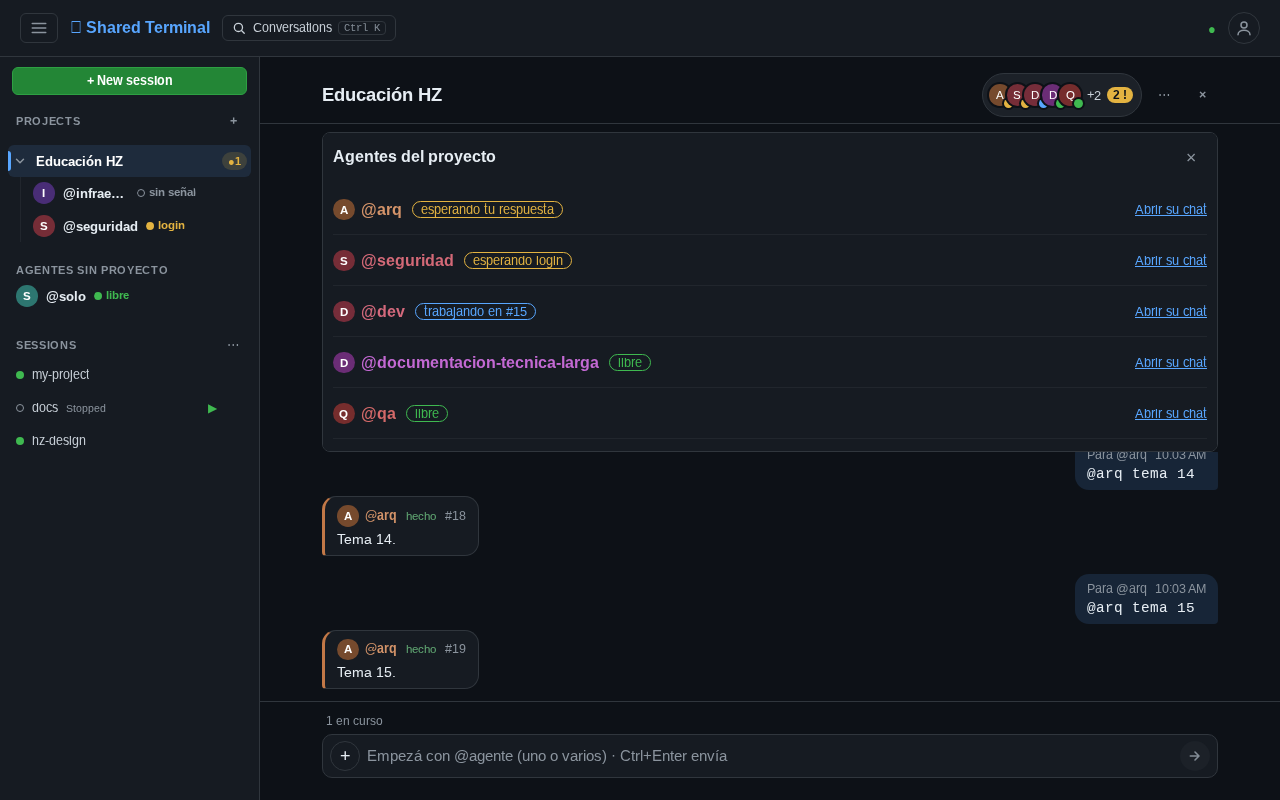 Shared Terminal
Conversations Ctrl K
+ New session
PROJECTS +
Educación HZ ●1
I @infrae... sin señal
S @seguridad login
AGENTES SIN PROYECTO
S @solo libre
SESSIONS ...
my-project
docs Stopped
hz-design
Educación HZ
A S D D Q +2 2 ! ... ×
Agentes del proyecto ×
A @arq esperando tu respuesta Abrir su chat
S @seguridad esperando login Abrir su chat
D @dev trabajando en #15 Abrir su chat
D @documentacion-tecnica-larga libre Abrir su chat
Q @qa libre Abrir su chat
Para @arq 10:03 AM
@arq tema 14
A @arq hecho #18
Tema 14.
Para @arq 10:03 AM
@arq tema 15
A @arq hecho #19
Tema 15.
1 en curso
+ Empezá con @agente (uno o varios) · Ctrl+Enter envía